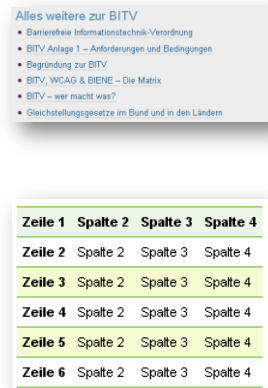 Alles weitere zur BITV
• Barrierefreie Informationstechnik-Verordnung
• BITV Anlage 1 – Anforderungen und Bedingungen
• Begründung zur BITV
• BITV, WCAG & BIENE – Die Matrix
• BITV – wer macht was?
• Gleichstellungsgesetze im Bund und in den Ländern
Zeile 1 Spalte 2 Spalte 3 Spalte 4
Zeile 2 Spalte 2 Spalte 3 Spalte 4
Zeile 3 Spalte 2 Spalte 3 Spalte 4
Zeile 4 Spalte 2 Spalte 3 Spalte 4
Zeile 5 Spalte 2 Spalte 3 Spalte 4
Zeile 6 Spalte 2 Spalte 3 Spalte 4